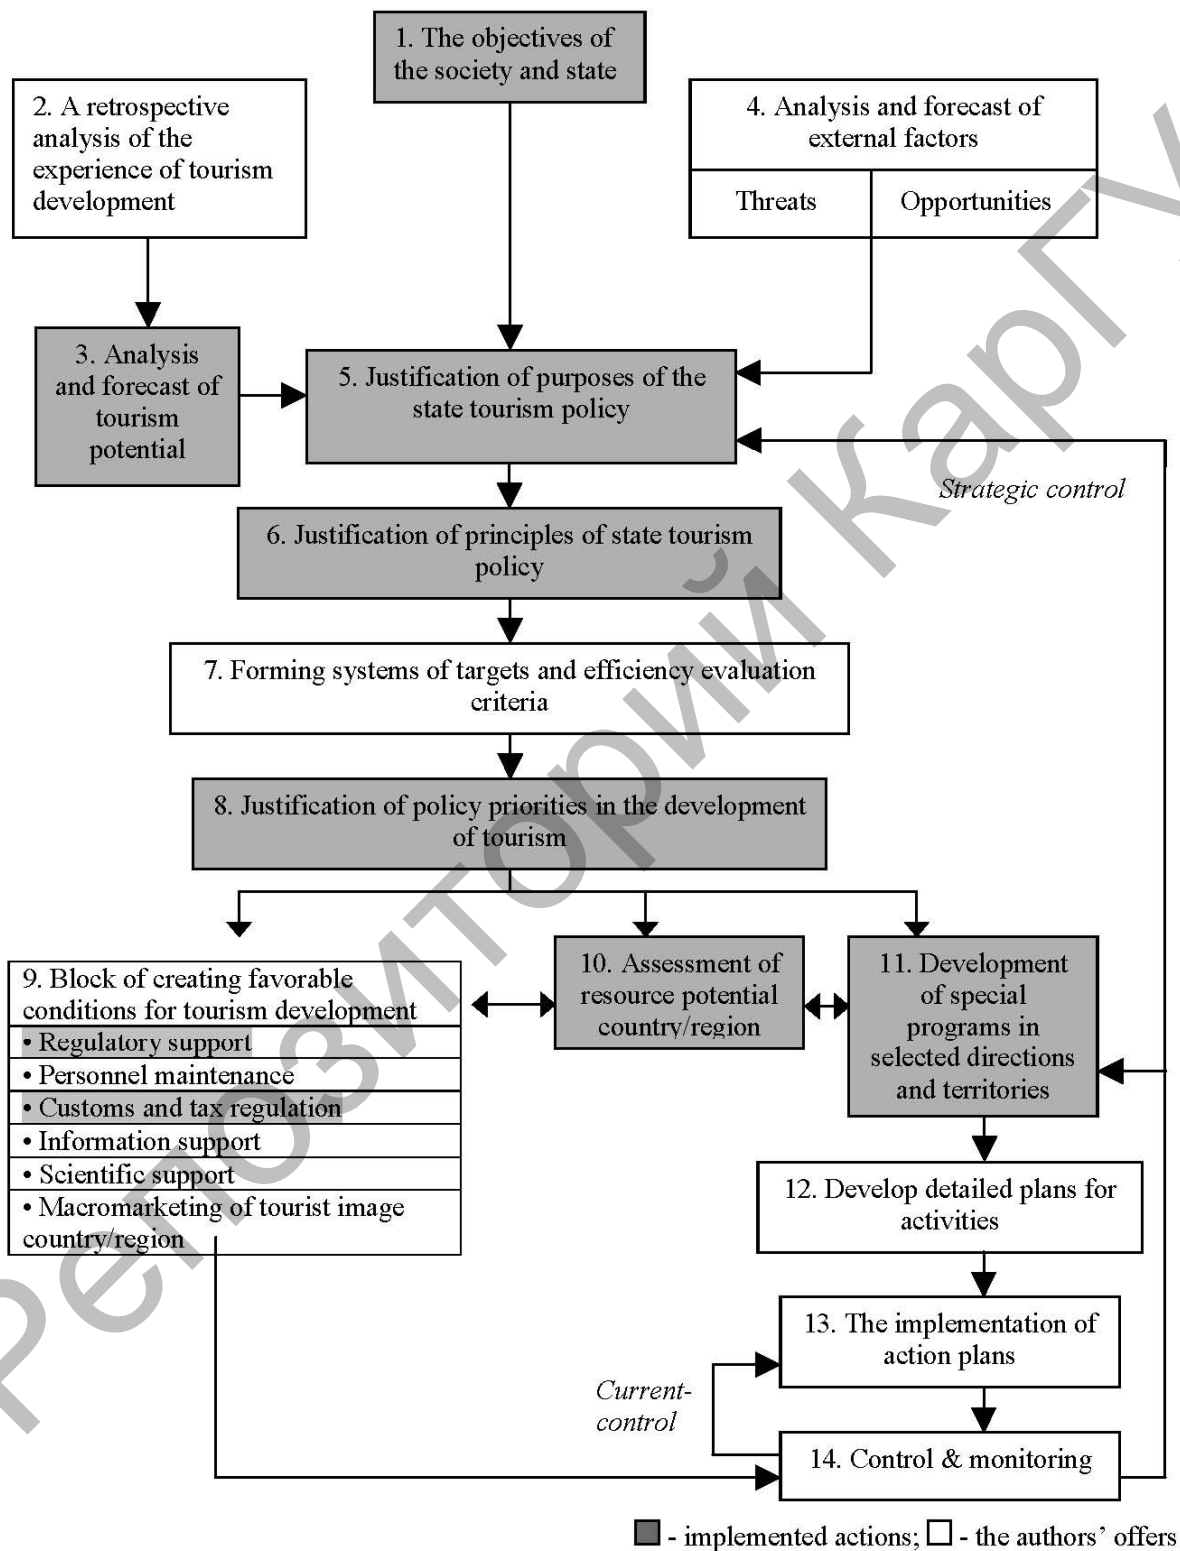 1. The objectives of
the society and state
2. A retrospective
analysis of the
experience of tourism
development
4. Analysis and forecast of
external factors
Threats
Opportunities
3. Analysis
and forecast of
tourism
potential
5. Justification of purposes of the
state tourism policy
Strategic control
6. Justification of principles of state tourism
policy
7. Forming systems of targets and efficiency evaluation
criteria
8. Justification of policy priorities in the development
of tourism
9. Block of creating favorable
conditions for tourism development
• Regulatory support
• Personnel maintenance
• Customs and tax regulation
• Information support
• Scientific support
• Macromarketing of tourist image
country/region
10. Assessment of
resource potential
country/region
11. Development
of special
programs in
selected directions
and territories
12. Develop detailed plans for
activities
13. The implementation of
action plans
Current-
control
14. Control & monitoring
- implemented actions; - the authors’ offers
Репозиторий КарГУ